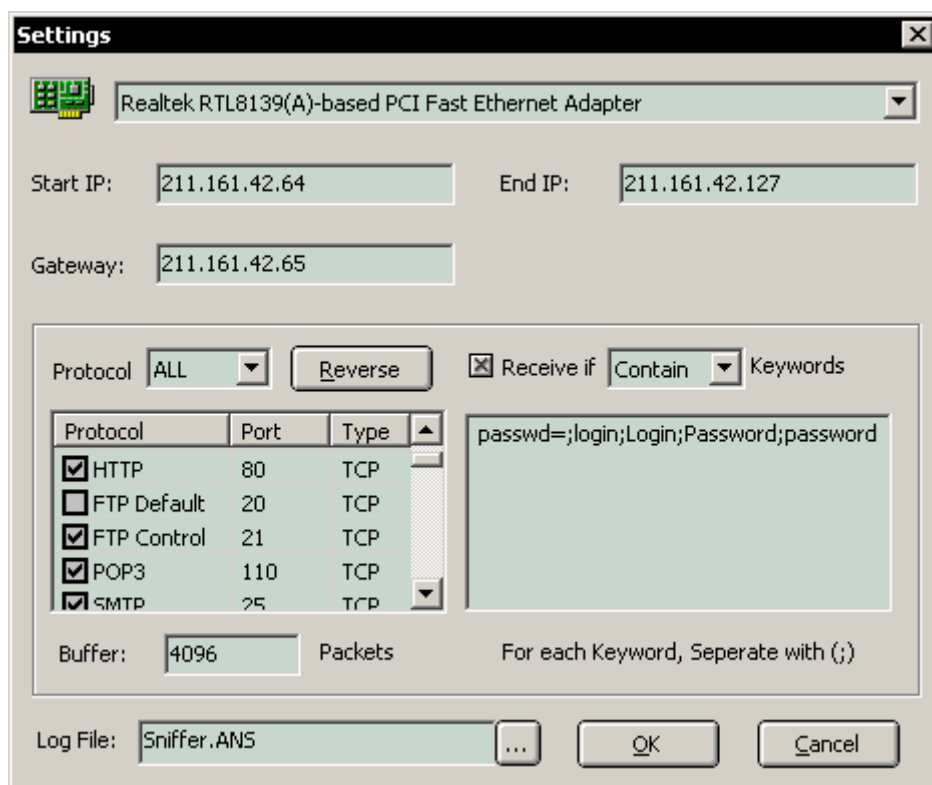 Settings
Realtek RTL8139(A)-based PCI Fast Ethernet Adapter
Start IP: 211.161.42.64 End IP: 211.161.42.127
Gateway: 211.161.42.65
Protocol ALL Reverse Receive if Contain Keywords
Protocol Port Type
HTTP 80 TCP
FTP Default 20 TCP
FTP Control 21 TCP
POP3 110 TCP
SMTP 25 TCP
passwd=;login;Login;Password;password
Buffer: 4096 Packets For each Keyword, Seperate with (;)
Log File: Sniffer.ANS ... OK Cancel